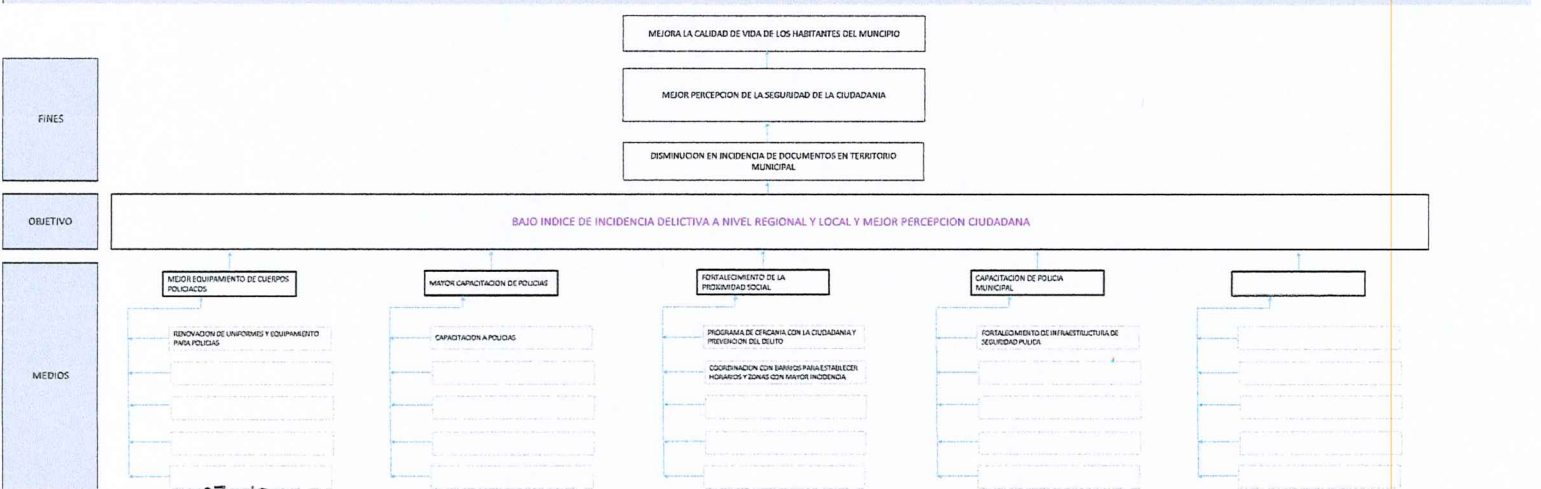 MEJORA LA CALIDAD DE VIDA DE LOS HABITANTES DEL MUNCIPIO
FINES
MEJOR PERCEPCION DE LA SEGURIDAD DE LA CIUDADANIA
DISMINUCION EN INCIDENCIA DE DOCUMENTOS EN TERRITORIO
MUNICIPAL
OBJETIVO
BAJO INDICE DE INCIDENCIA DELICTIVA A NIVEL REGIONAL Y LOCAL Y MEJOR PERCEPCION CIUDADANA
MEDIOS
MEJOR EQUIPAMIENTO DE CUERPOS
POLICIACOS
RENOVACION DE UNIFORMES Y EQUIPAMIENTO
PARA POLICIAS
MAYOR CAPACITACION DE POLICIAS
CAPACITACION A POLICIAS
FORTALECIMIENTO DE LA
PROXIMIDAD SOCIAL
PROGRAMA DE CERCANIA CON LA CIUDADANIA Y
PREVENCION DEL DELITO
COORDINACION CON BARRIOS PARA ESTABLECER
HORARIOS Y ZONAS CON MAYOR INCIDENCIA
CAPACITACION DE POLICIA
MUNICIPAL
FORTALECIMIENTO DE INFRAESTRUCTURA DE
SEGURIDAD PULICA